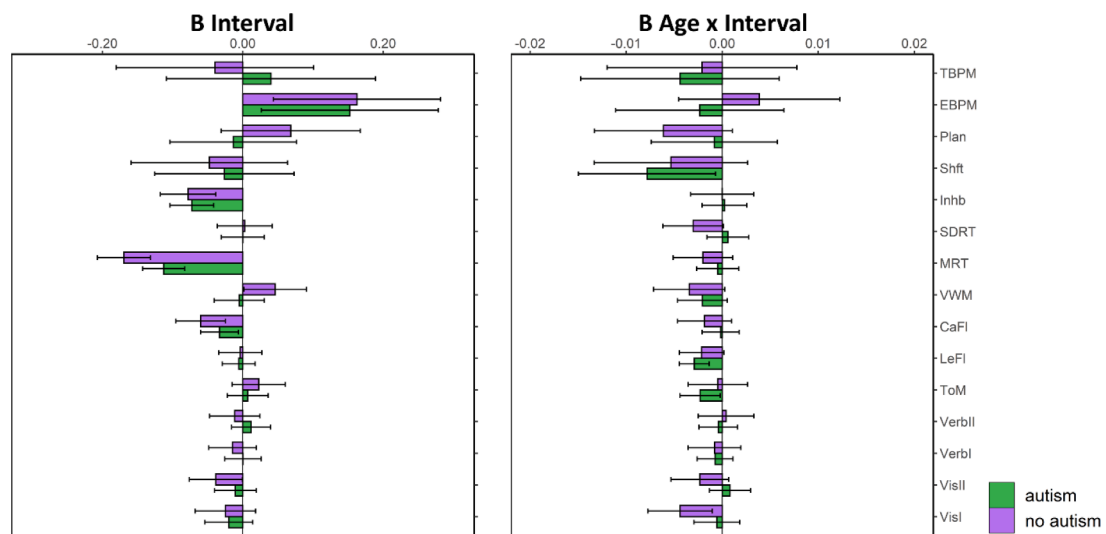 B Interval
B Age x Interval
-0.20 0.00 0.20
-0.02 -0.01 0.00 0.01 0.02
TBPM
EBPM
Plan
Shft
Inhb
SDRT
MRT
VWM
CaFl
LeFl
ToM
VerbII
VerbI
VisII
VisI
autism
no autism